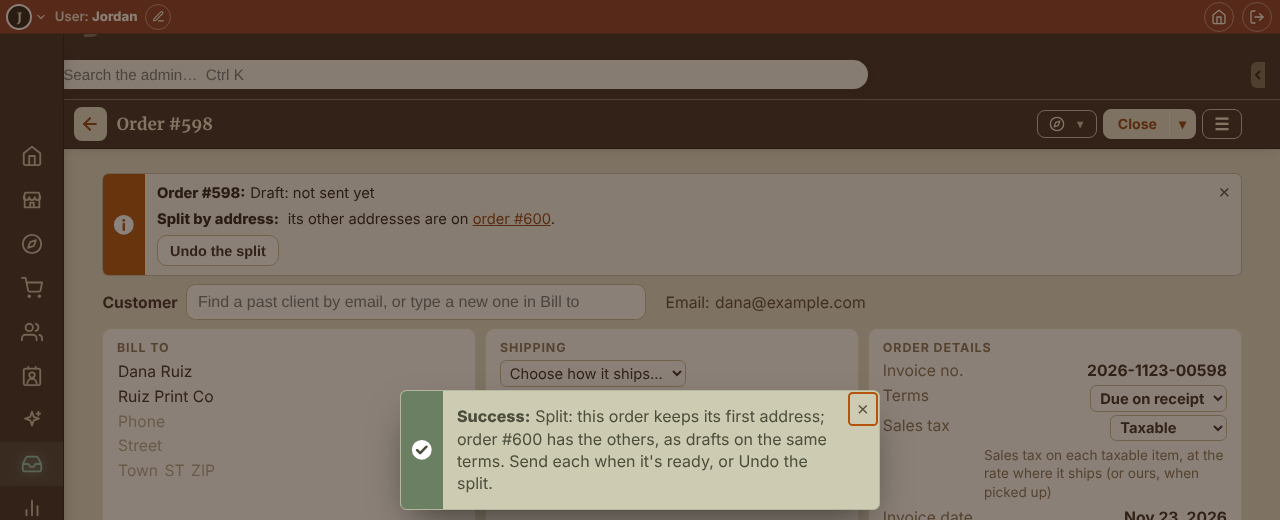 J
User: Jordan
Search the admin… Ctrl K
Order #598
Close
Order #598: Draft: not sent yet
Split by address: its other addresses are on order #600.
Undo the split
Customer
Find a past client by email, or type a new one in Bill to
Email: dana@example.com
BILL TO
Dana Ruiz
Ruiz Print Co
Phone
Street
Town ST ZIP
SHIPPING
Choose how it ships...
ORDER DETAILS
Invoice no. 2026-1123-00598
Terms Due on receipt
Sales tax Taxable
Sales tax on each taxable item, at the
rate where it ships (or ours, when
picked up)
Invoice date Nov 23, 2026
Success: Split: this order keeps its first address;
order #600 has the others, as drafts on the same
terms. Send each when it's ready, or Undo the
split.